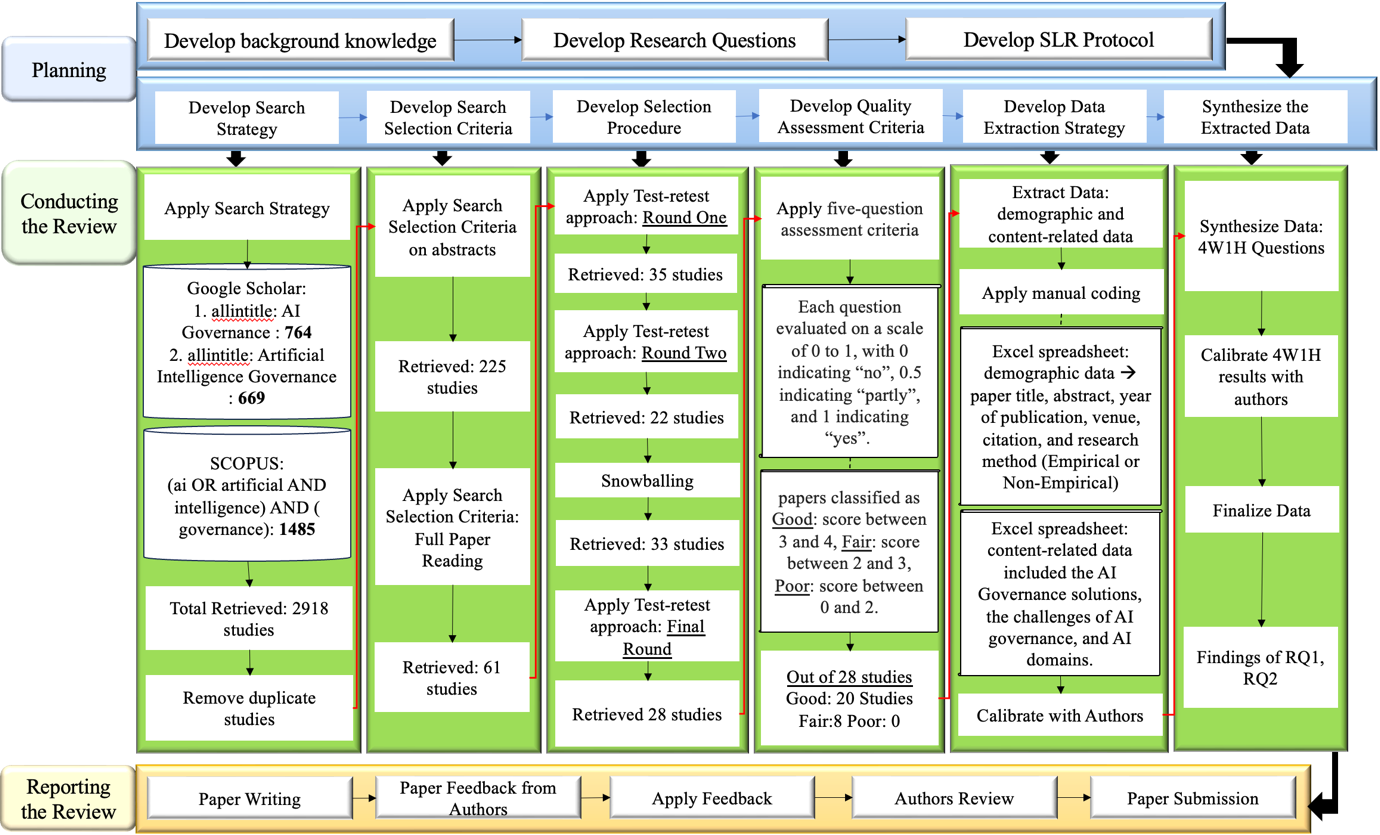 Planning
Develop background knowledge
Develop Research Questions
Develop SLR Protocol
Develop Search
Strategy
Develop Search
Selection Criteria
Develop Selection
Procedure
Develop Quality
Assessment Criteria
Develop Data
Extraction Strategy
Synthesize the
Extracted Data
Conducting
the Review
Apply Search Strategy
Google Scholar:
1. allintitle: AI
Governance : 764
2. allintitle: Artificial
Intelligence Governance
: 669
SCOPUS:
(ai OR artificial AND
intelligence) AND (
governance): 1485
Total Retrieved: 2918
studies
Remove duplicate
studies
Apply Search
Selection Criteria
on abstracts
Retrieved: 225
studies
Apply Search
Selection Criteria:
Full Paper
Reading
Retrieved: 61
studies
Apply Test-retest
approach: Round One
Retrieved: 35 studies
Apply Test-retest
approach: Round Two
Retrieved: 22 studies
Snowballing
Retrieved: 33 studies
Apply Test-retest
approach: Final
Round
Retrieved 28 studies
Apply five-question
assessment criteria
Each question
evaluated on a scale
of 0 to 1, with 0
indicating “no”, 0.5
indicating “partly”,
and 1 indicating
“yes”.
papers classified as
Good: score between
3 and 4, Fair: score
between 2 and 3,
Poor: score between
0 and 2.
Out of 28 studies
Good: 20 Studies
Fair:8 Poor: 0
Extract Data:
demographic and
content-related data
Apply manual coding
Excel spreadsheet:
demographic data →
paper title, abstract, year
of publication, venue,
citation, and research
method (Empirical or
Non-Empirical)
Excel spreadsheet:
content-related data
included the AI
Governance solutions,
the challenges of AI
governance, and AI
domains.
Calibrate with Authors
Synthesize Data:
4W1H Questions
Calibrate 4W1H
results with
authors
Finalize Data
Findings of RQ1,
RQ2
Reporting
the Review
Paper Writing
Paper Feedback from
Authors
Apply Feedback
Authors Review
Paper Submission